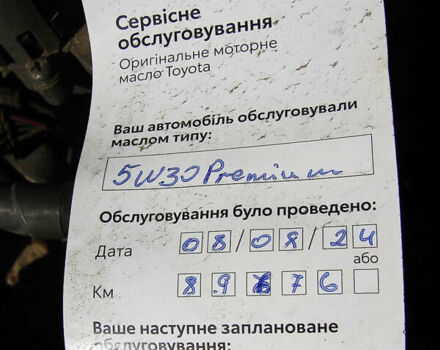 Сервісне
обслуговування
Оригінальне моторне
масло Toyota
Ваш автомобіль обслуговували
маслом типу:
5W30 Premium
Обслуговування було проведено:
Дата 08/08/24
або
Км
Ваше наступне заплановане
обслуговування: